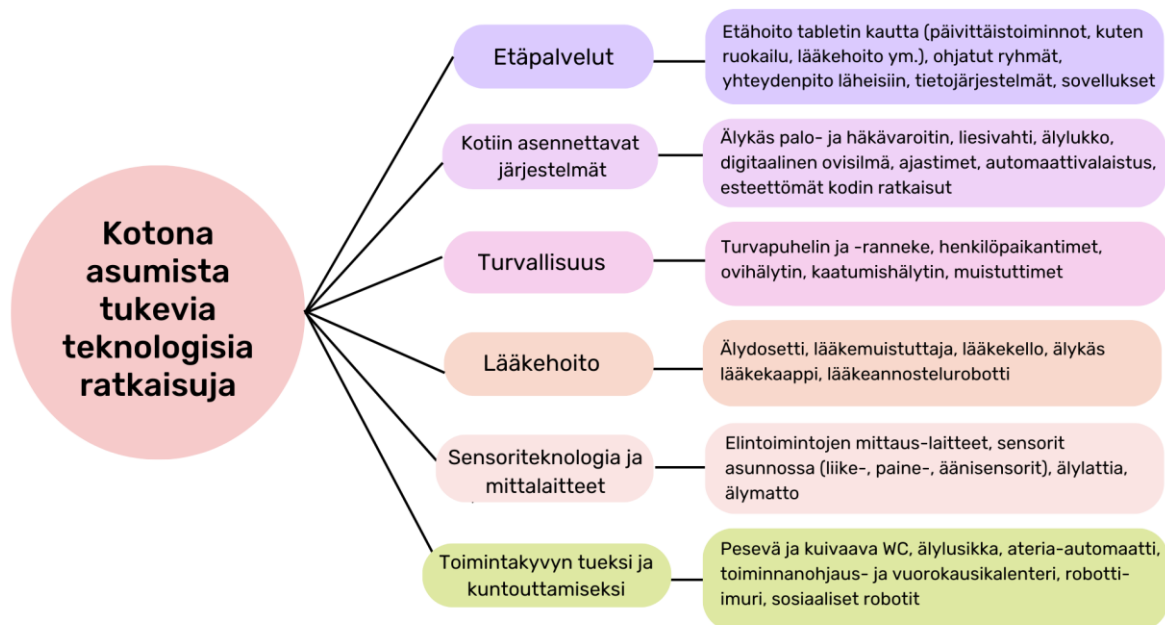 Kotona
asumista
tukevia
teknologisia
ratkaisuja
Etäpalvelut
Etähoito tabletin kautta (päivittäistoiminnot, kuten
ruokailu, lääkehoito ym.), ohjatut ryhmät,
yhteydenpito läheisiin, tietojärjestelmät, sovellukset
Kotiin asennettavat
järjestelmät
Älykäs palo- ja häkävaroitin, liesivahti, älylukko,
digitaalinen ovisilmä, ajastimet, automaattivalaistus,
esteettömät kodin ratkaisut
Turvallisuus
Turvapuhelin ja -ranneke, henkilöpaikantimet,
ovihälytin, kaatumishälytin, muistuttimet
Lääkehoito
Älydosetti, lääkemuistuttaja, lääkekello, älykäs
lääkekaappi, lääkeannostelurobotti
Sensoriteknologia ja
mittalaitteet
Elintoimintojen mittaus-laitteet, sensorit
asunnossa (liike-, paine-, äänisensorit), älylattia,
älymatto
Toimintakyvyn tueksi ja
kuntouttamiseksi
Pesevä ja kuivaava WC, älylusikka, ateria-automaatti,
toiminnanohjaus- ja vuorokausikalenteri, robotti-
imuri, sosiaaliset robotit